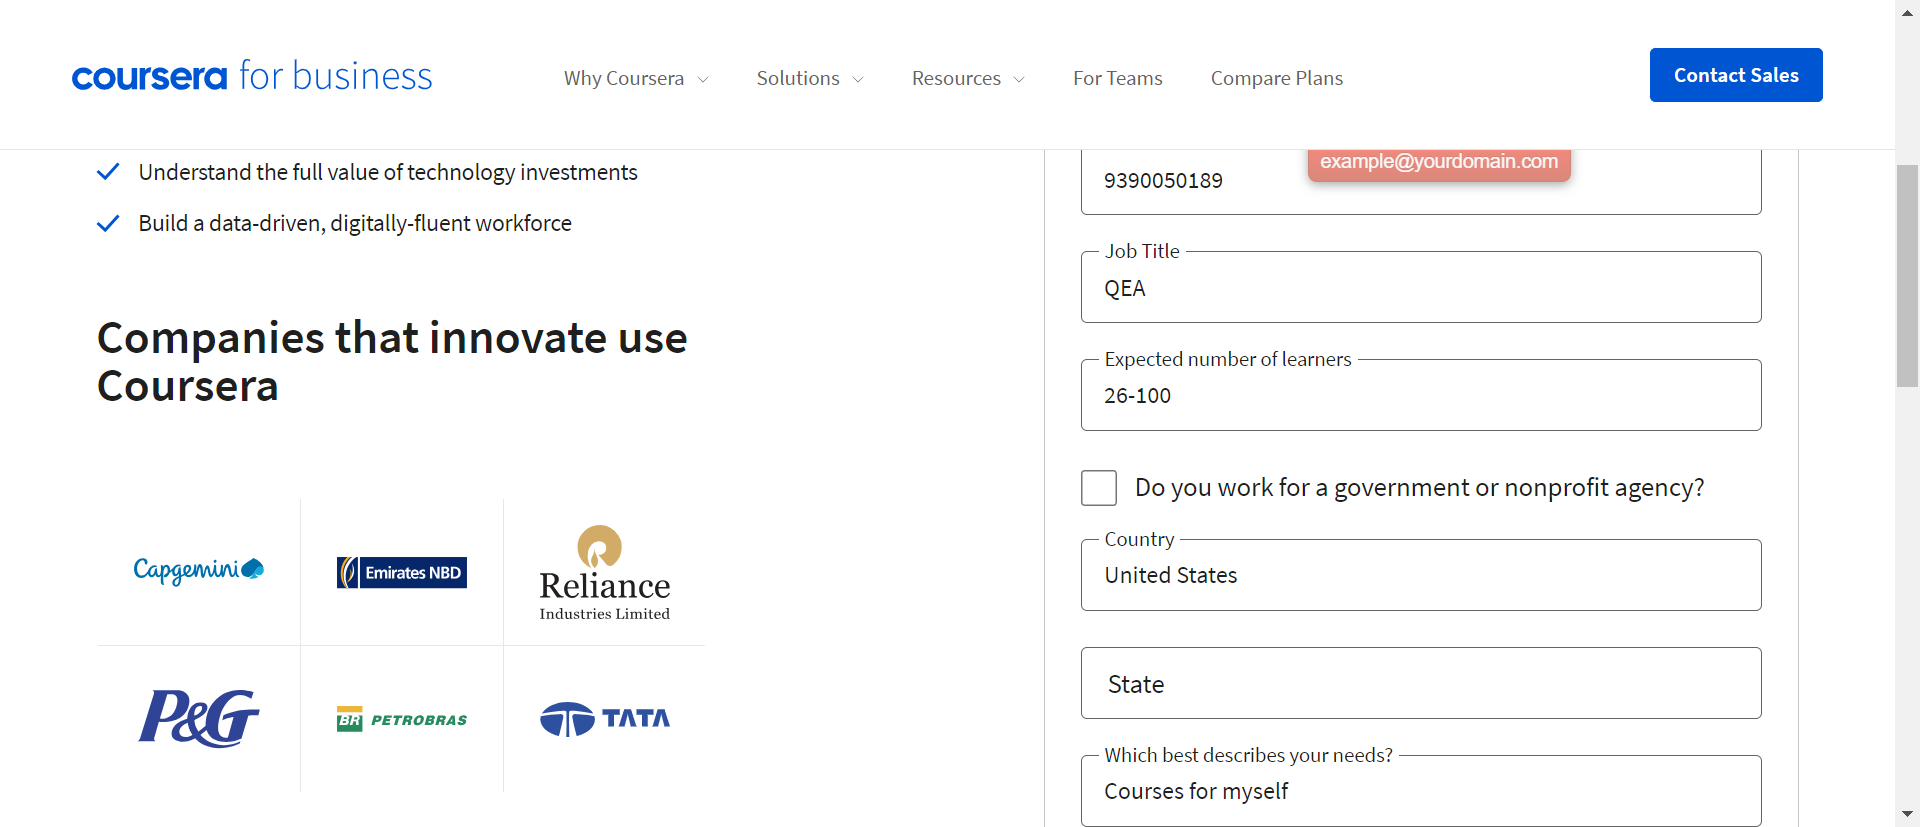 coursera for business
Why Coursera
Solutions
Resources
For Teams
Compare Plans
Contact Sales
Understand the full value of technology investments
Build a data-driven, digitally-fluent workforce
Companies that innovate use
Coursera
Capgemini
Emirates NBD
Reliance
Industries Limited
P&G
BR PETROBRAS
TATA
example@yourdomain.com
9390050189
Job Title
QEA
Expected number of learners
26-100
Do you work for a government or nonprofit agency?
Country
United States
State
Which best describes your needs?
Courses for myself